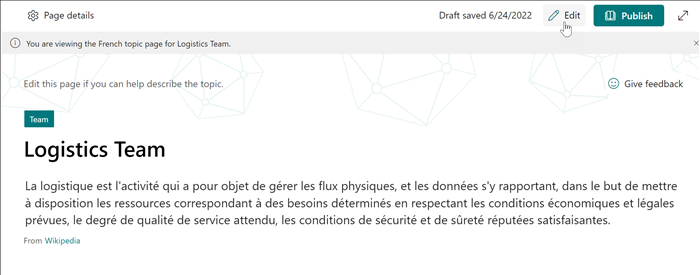 Page details
Draft saved 6/24/2022
Edit
Publish
You are viewing the French topic page for Logistics Team.
Edit this page if you can help describe the topic.
Give feedback
Team
Logistics Team
La logistique est l'activité qui a pour objet de gérer les flux physiques, et les données s'y rapportant, dans le but de mettre
à disposition les ressources correspondant à des besoins déterminés en respectant les conditions économiques et légales
prévues, le degré de qualité de service attendu, les conditions de sécurité et de sûreté réputées satisfaisantes.
From Wikipedia